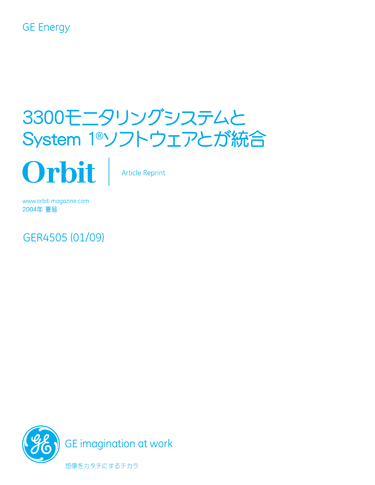 GE Energy
3300モニタリングシステムと
System 1®ソフトウェアとが統合
Orbit
Article Reprint
www.orbit-magazine.com
2004年 夏号
GER4505 (01/09)
GE imagination at work
想像をカタチにするチカラ